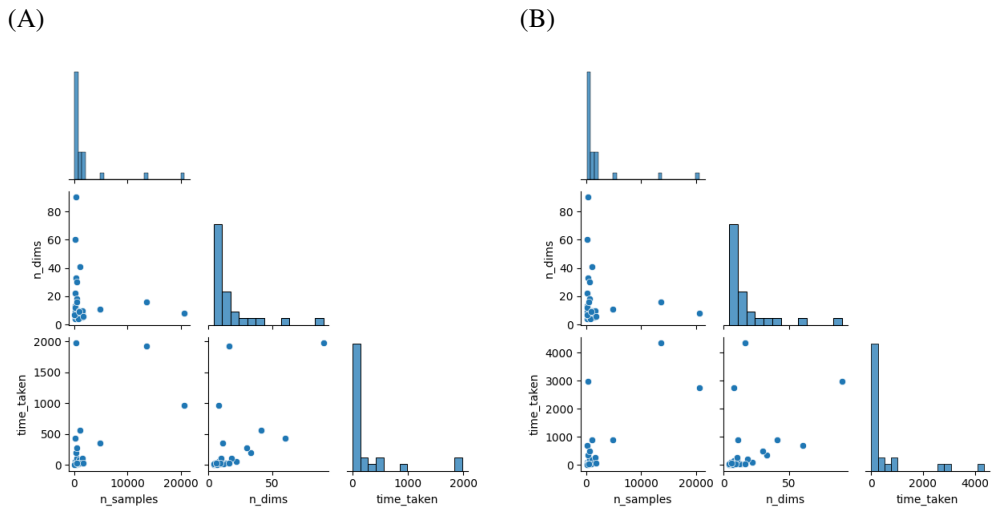 (A)
(B)
n_dims
80
60
40
20
0
n_dims
80
60
40
20
0
time_taken
2000
1500
1000
500
0
time_taken
4000
3000
2000
1000
0
0 10000 20000
n_samples
50
n_dims
0 1000 2000
time_taken
0 10000 20000
n_samples
0 50
n_dims
0 2000 4000
time_taken